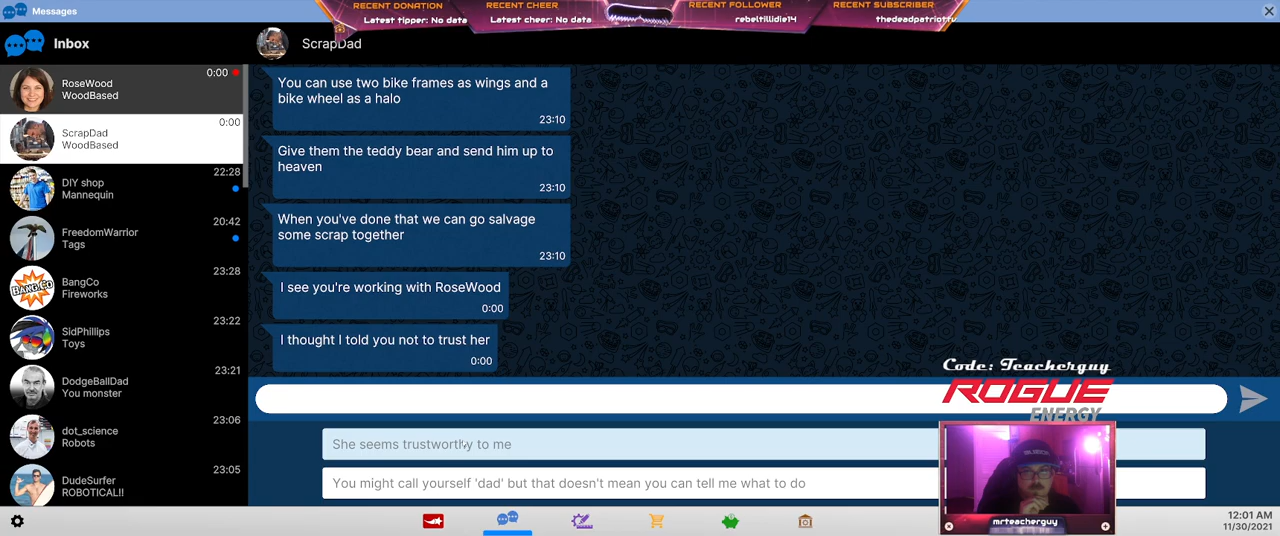 Messages
RECENT DONATION
Latest tipper: No data
RECENT CHEER
Latest cheer: No data
RECENT FOLLOWER
rebeltillidie14
RECENT SUBSCRIBER
thedeadpatriottv
Inbox
ScrapDad
RoseWood
WoodBased
0:00
ScrapDad
WoodBased
0:00
DIY shop
Mannequin
22:28
FreedomWarrior
Tags
20:42
BangCo
Fireworks
23:28
BANG.CO
SidPhillips
Toys
23:22
DodgeBallDad
You monster
23:21
dot_science
Robots
23:06
DudeSurfer
ROBOTICAL!!
23:05
You can use two bike frames as wings and a
bike wheel as a halo
23:10
Give them the teddy bear and send him up to
heaven
23:10
When you've done that we can go salvage
some scrap together
23:10
I see you're working with RoseWood
0:00
I thought I told you not to trust her
0:00
Code: Teacherguy
ROGUE
ENERGY
She seems trustworthy to me
You might call yourself 'dad' but that doesn't mean you can tell me what to do
mrteacherguy
12:01 AM
11/30/2021